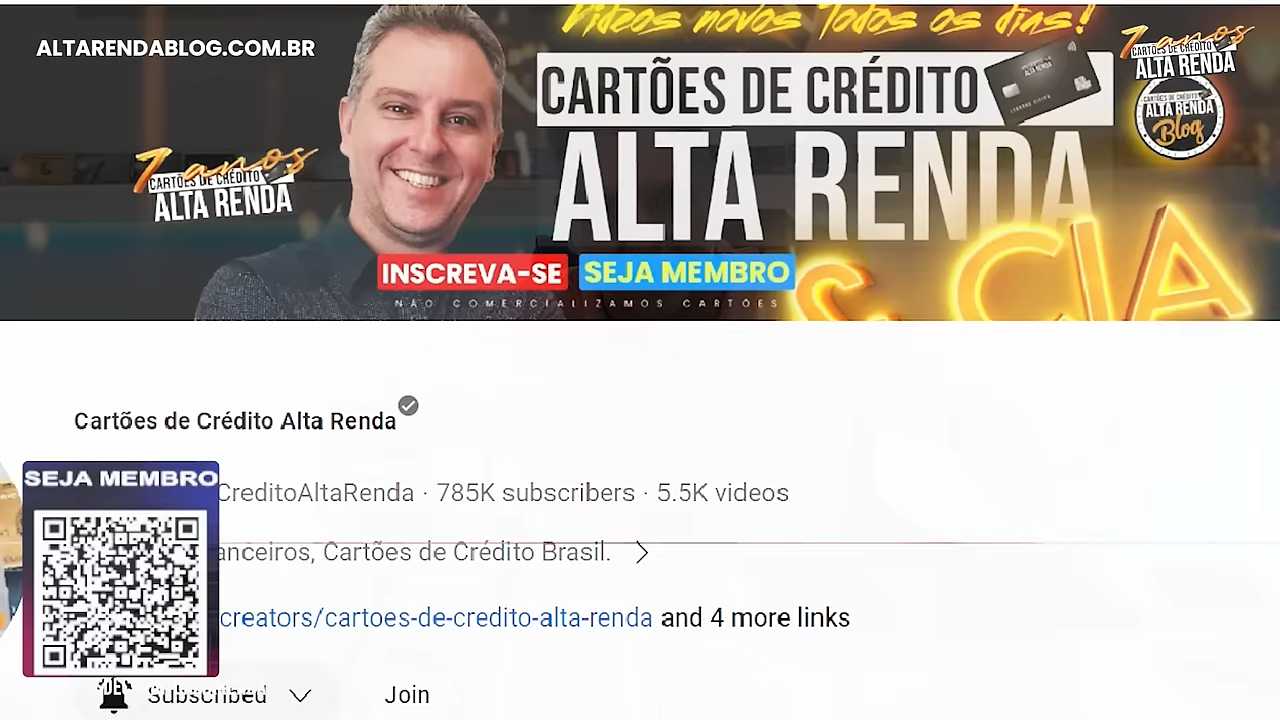 Vídeos novos Todos os dias!
ALTARENDABLOG.COM.BR
7 anos
CARTÕES DE CRÉDITO
ALTA RENDA
CARTÕES DE CRÉDITO
ALTA RENDA
& CIA
7 anos
CARTÕES DE CRÉDITO
ALTA RENDA
CARTÕES DE CRÉDITO
ALTA RENDA
Blog
INSCREVA-SE
SEJA MEMBRO
NÃO COMERCIALIZAMOS CARTÕES
Cartões de Crédito Alta Renda
SEJA MEMBRO
CreditoAltaRenda · 785K subscribers · 5.5K videos
anceiros, Cartões de Crédito Brasil.
creators/cartoes-de-credito-alta-renda and 4 more links
Subscribed
Join